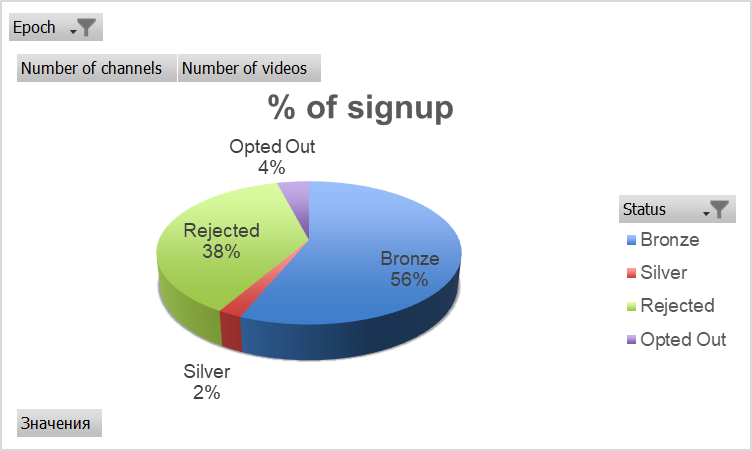 Epoch
Number of channels Number of videos
% of signup
Opted Out
4%
Rejected
38%
Bronze
56%
Silver
2%
Status
Bronze
Silver
Rejected
Opted Out
Значения